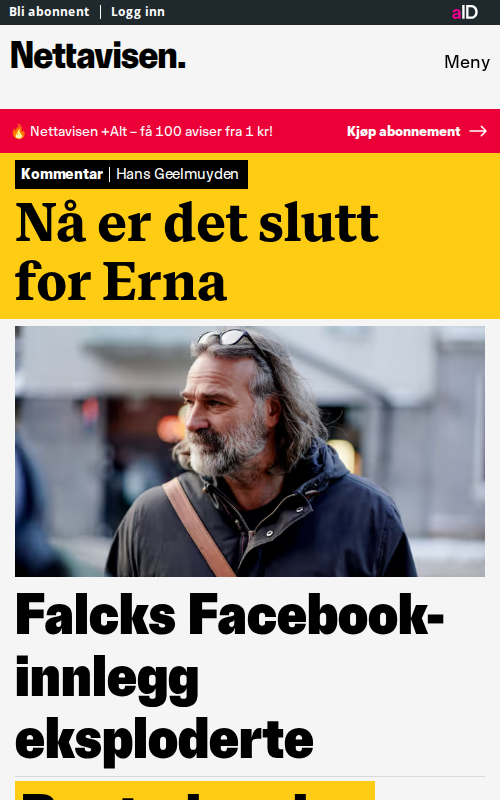 Bli abonnent | Logg inn
aID
Nettavisen.
Meny
🔥 Nettavisen +Alt – få 100 aviser fra 1 kr!
Kjøp abonnement →
Kommentar | Hans Geelmuyden
Nå er det slutt
for Erna
Falcks Facebook-
innlegg
eksploderte